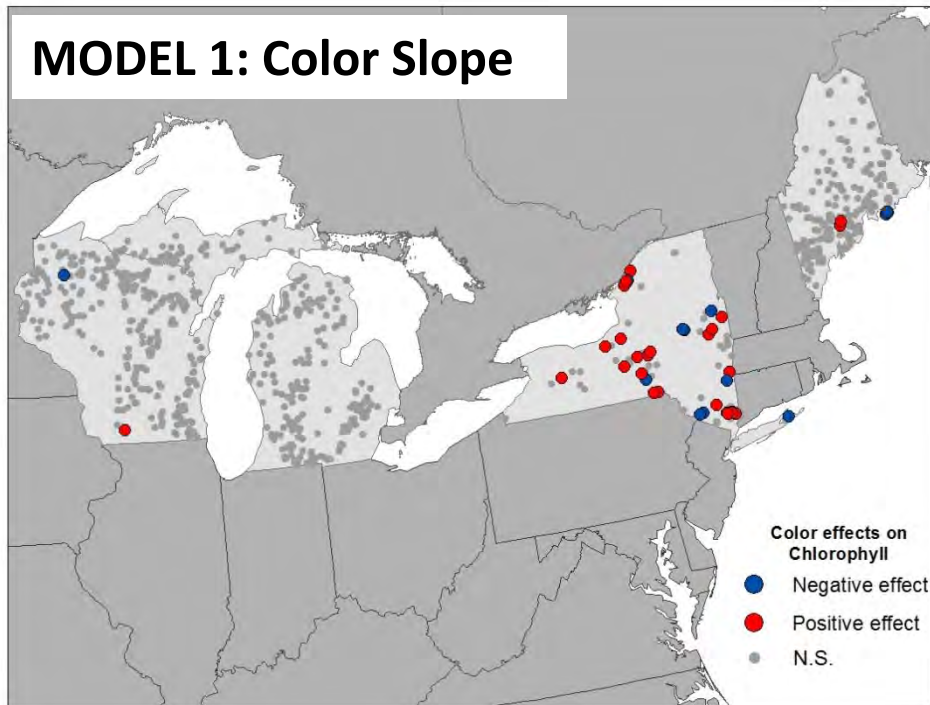 MODEL 1: Color Slope
Color effects on
Chlorophyll
Negative effect
Positive effect
N.S.